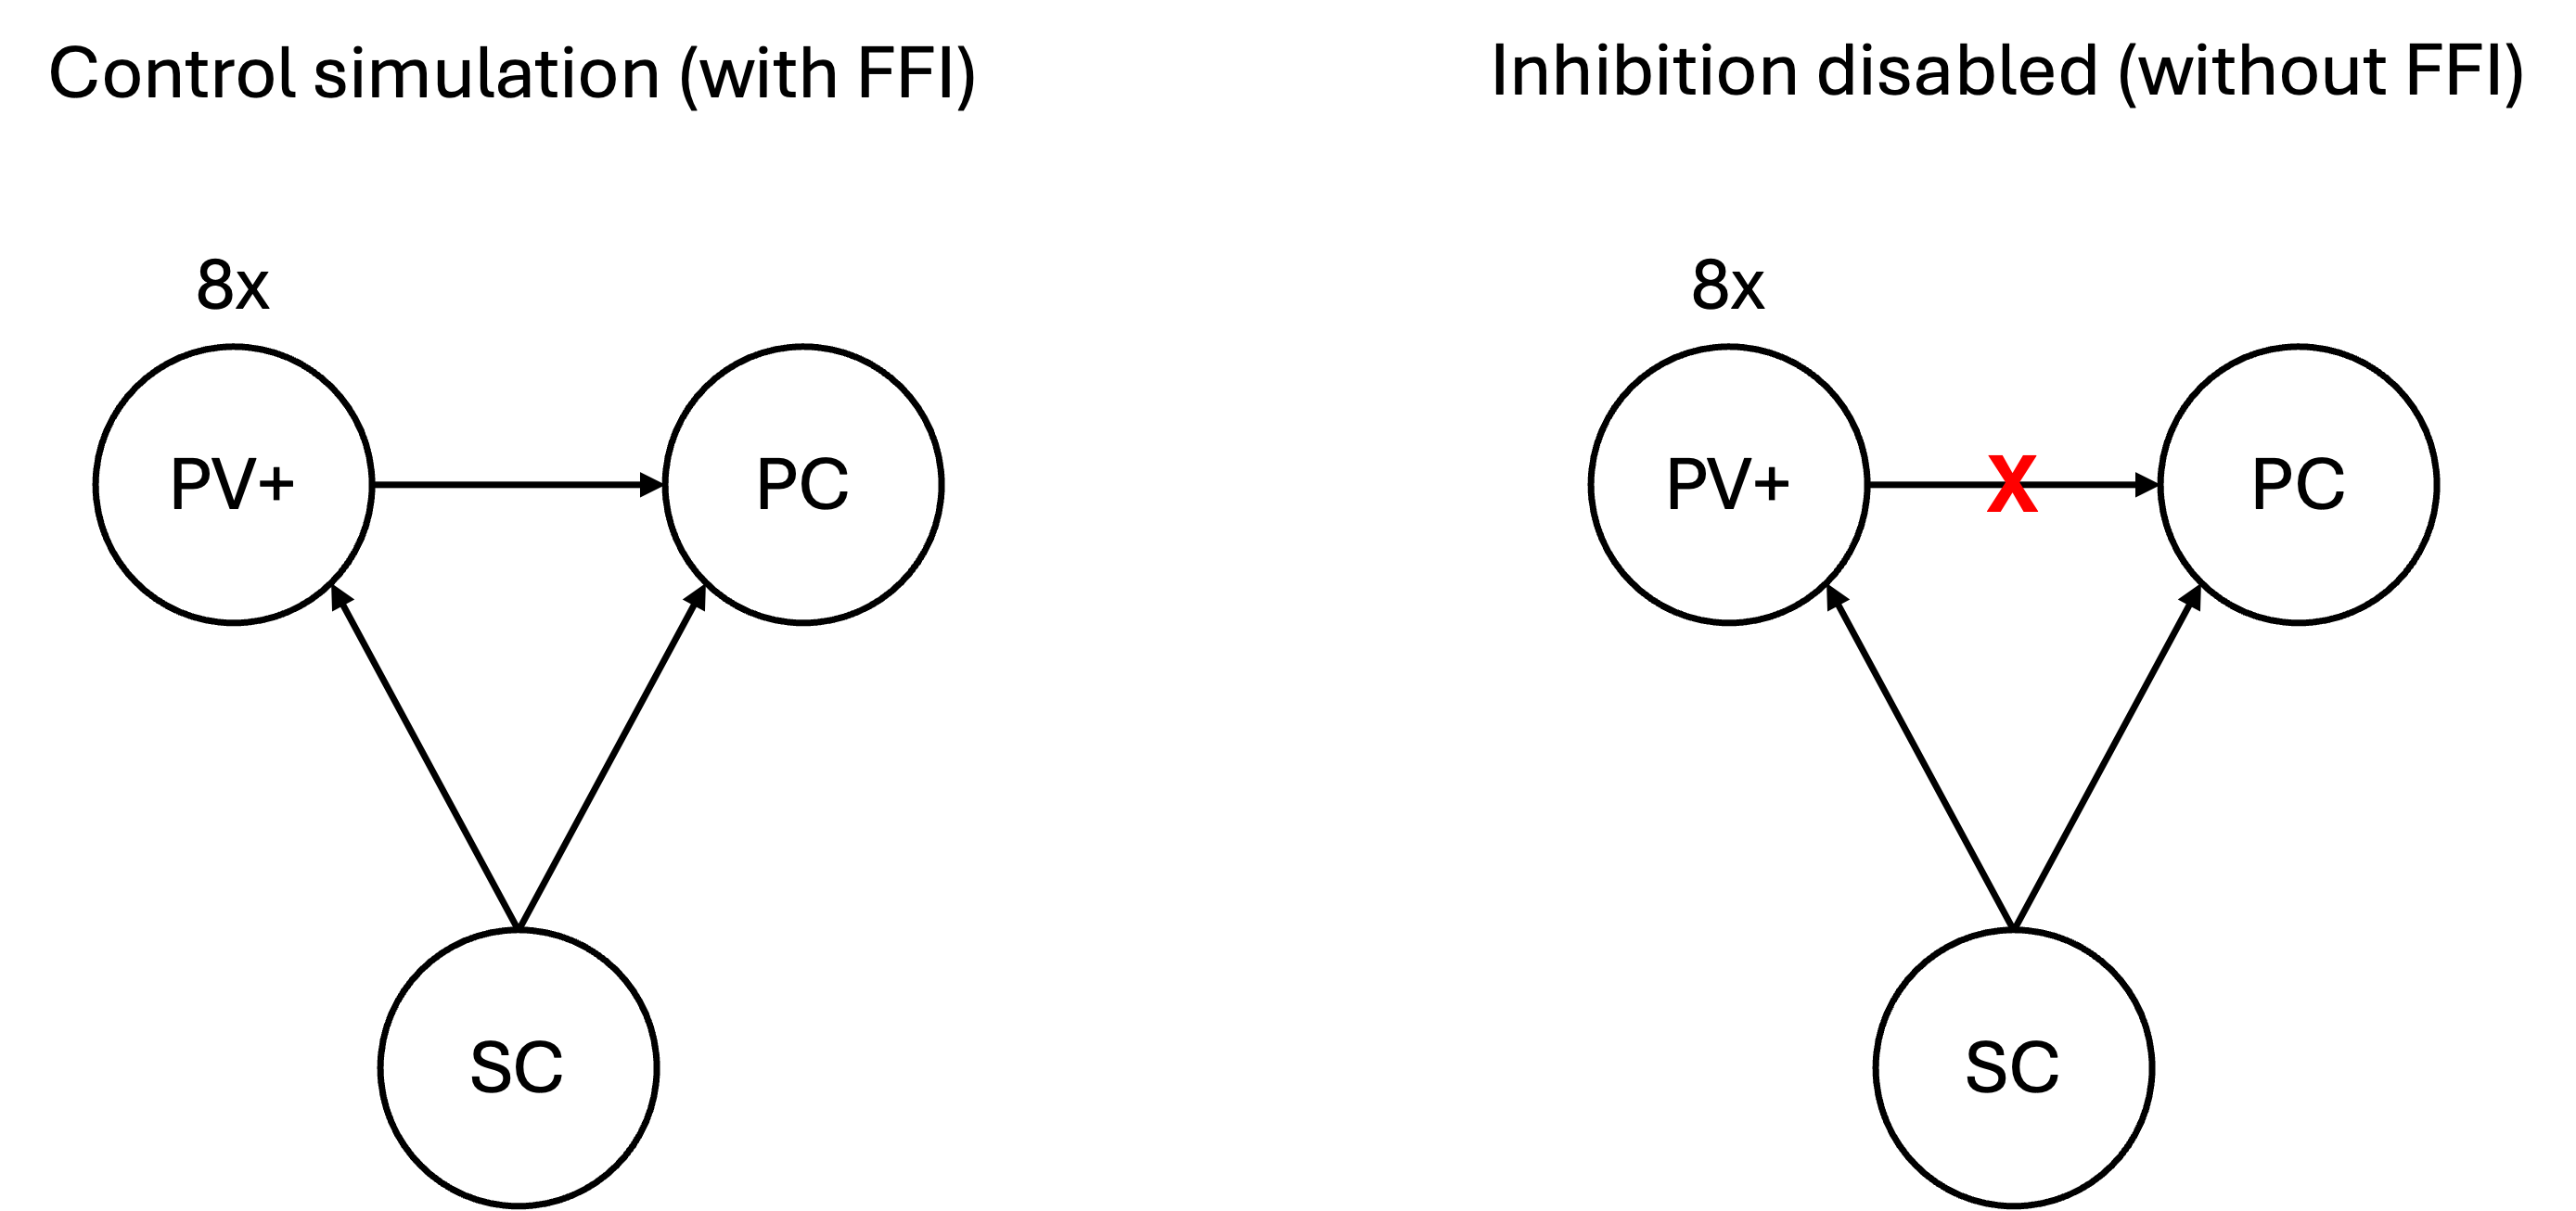 Control simulation (with FFI)
8x
PV+
PC
SC
Inhibition disabled (without FFI)
8x
PV+
X
PC
SC